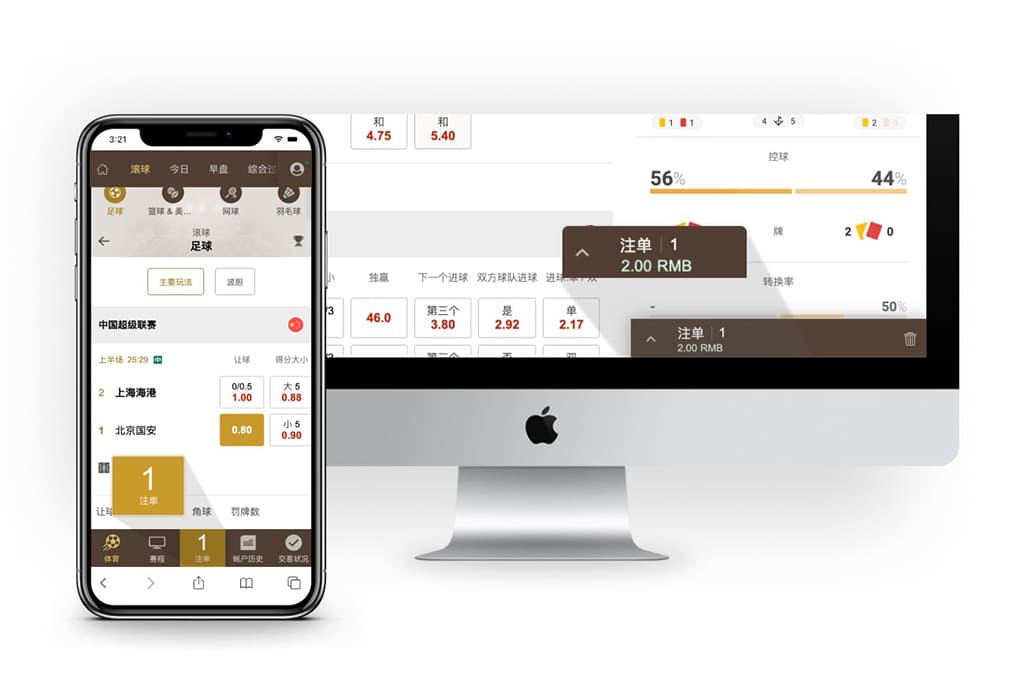 3:21
滚球 今日 早盘 综合过
足球 篮球 & 美... 网球 羽毛球
滚球
足球
主要玩法 波胆
中国超级联赛
上半场 25:29 中 让球 得分大小
2 上海海港 0/0.5 大 5
1.00 0.88
1 北京国安 0.80 小 5
0.90
1
注单
让球 角球 罚牌数
1
体育 赛程 注单 帐户历史 交易状况
和 和
4.75 5.40
1 1 4 5 2 0
控球
56% 44%
牌 2 0
转换率
- 50%
注单 1
2.00 RMB
小 独赢 下一个进球 双方球队进球
/3 46.0 第三个 是 单
3.80 2.92 2.17
注单 1
2.00 RMB